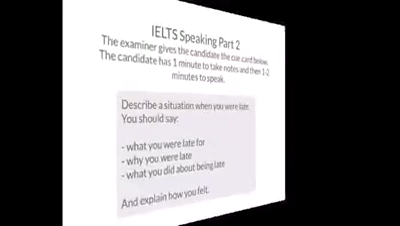 IELTS Speaking Part 2
The examiner gives the candidate the cue card below.
The candidate has 1 minute to take notes and then 1-2
minutes to speak.
Describe a situation when you were late.
You should say:
- what you were late for
- why you were late
- what you did about being late
And explain how you felt.